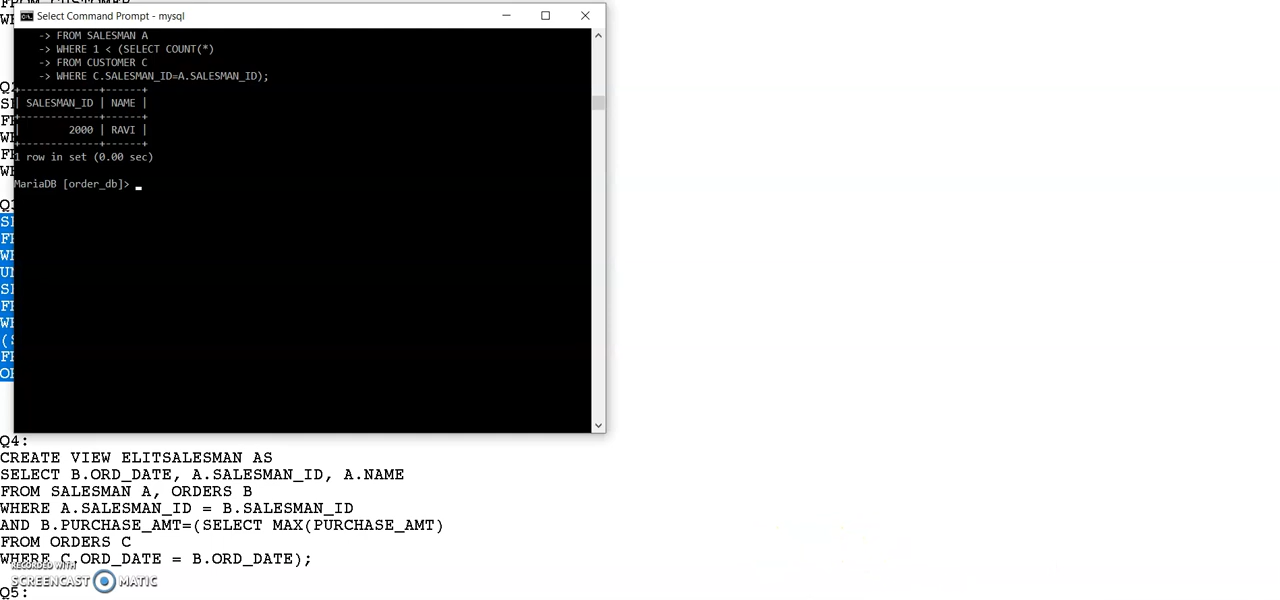 Select Command Prompt - mysql
-> FROM SALESMAN A
-> WHERE 1 < (SELECT COUNT(*)
-> FROM CUSTOMER C
-> WHERE C.SALESMAN_ID=A.SALESMAN_ID);
+-------------+------+
| SALESMAN_ID | NAME |
+-------------+------+
| 2000 | RAVI |
+-------------+------+
1 row in set (0.00 sec)
MariaDB [order_db]>
Q4:
CREATE VIEW ELITSALESMAN AS
SELECT B.ORD_DATE, A.SALESMAN_ID, A.NAME
FROM SALESMAN A, ORDERS B
WHERE A.SALESMAN_ID = B.SALESMAN_ID
AND B.PURCHASE_AMT=(SELECT MAX(PURCHASE_AMT)
FROM ORDERS C
WHERE C.ORD_DATE = B.ORD_DATE);
RECORDED WITH
SCREENCAST MATIC
Q5: